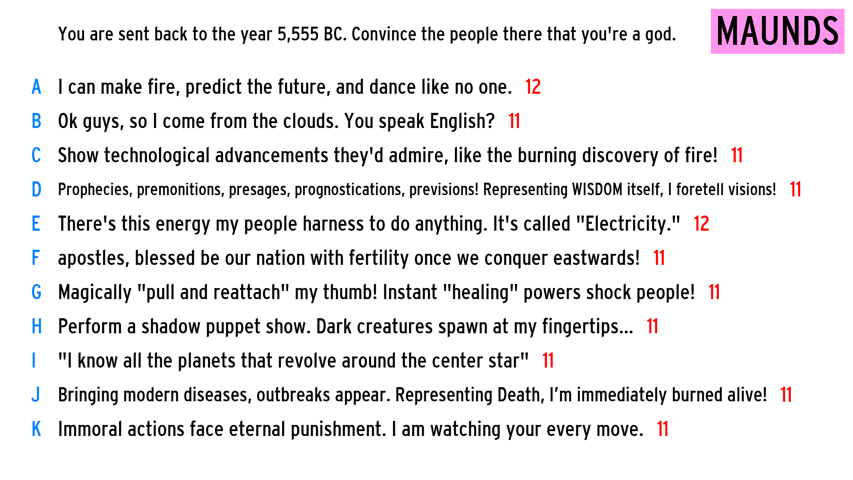 You are sent back to the year 5,555 BC. Convince the people there that you're a god. MAUNDS
A I can make fire, predict the future, and dance like no one. 12
B Ok guys, so I come from the clouds. You speak English? 11
C Show technological advancements they'd admire, like the burning discovery of fire! 11
D Prophecies, premonitions, presages, prognostications, previsions! Representing WISDOM itself, I foretell visions! 11
E There's this energy my people harness to do anything. It's called "Electricity." 12
F apostles, blessed be our nation with fertility once we conquer eastwards! 11
G Magically "pull and reattach" my thumb! Instant "healing" powers shock people! 11
H Perform a shadow puppet show. Dark creatures spawn at my fingertips... 11
I "I know all the planets that revolve around the center star" 11
J Bringing modern diseases, outbreaks appear. Representing Death, I’m immediately burned alive! 11
K Immoral actions face eternal punishment. I am watching your every move. 11